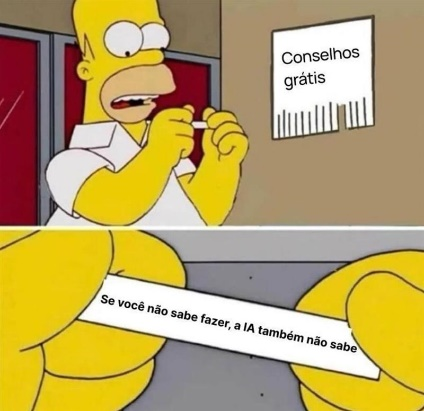 Conselhos
grátis
Se você não sabe fazer, a IA também não sabe